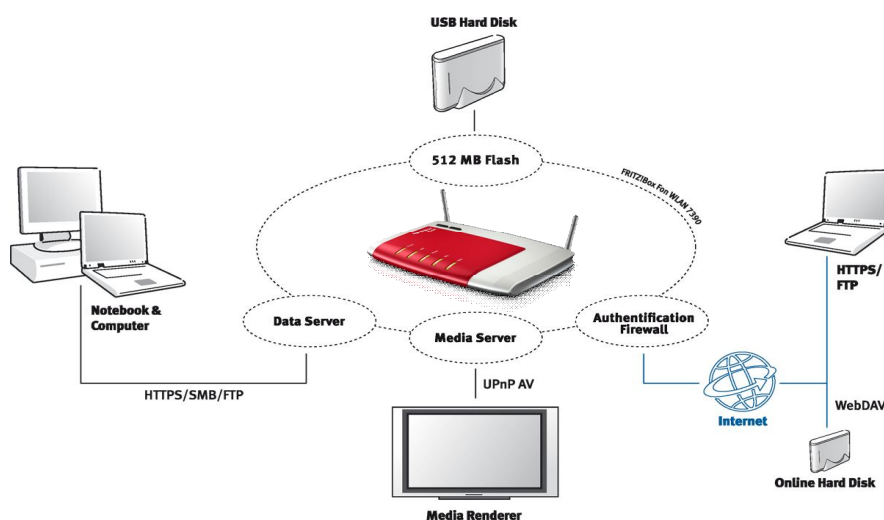 USB Hard Disk
512 MB Flash
FRITZ!Box Fon WLAN 7390
Notebook &
Computer
HTTPS/
FTP
Data Server
Media Server
Authentification
Firewall
HTTPS/SMB/FTP
UPnP AV
Internet
WebDAV
Online Hard Disk
Media Renderer